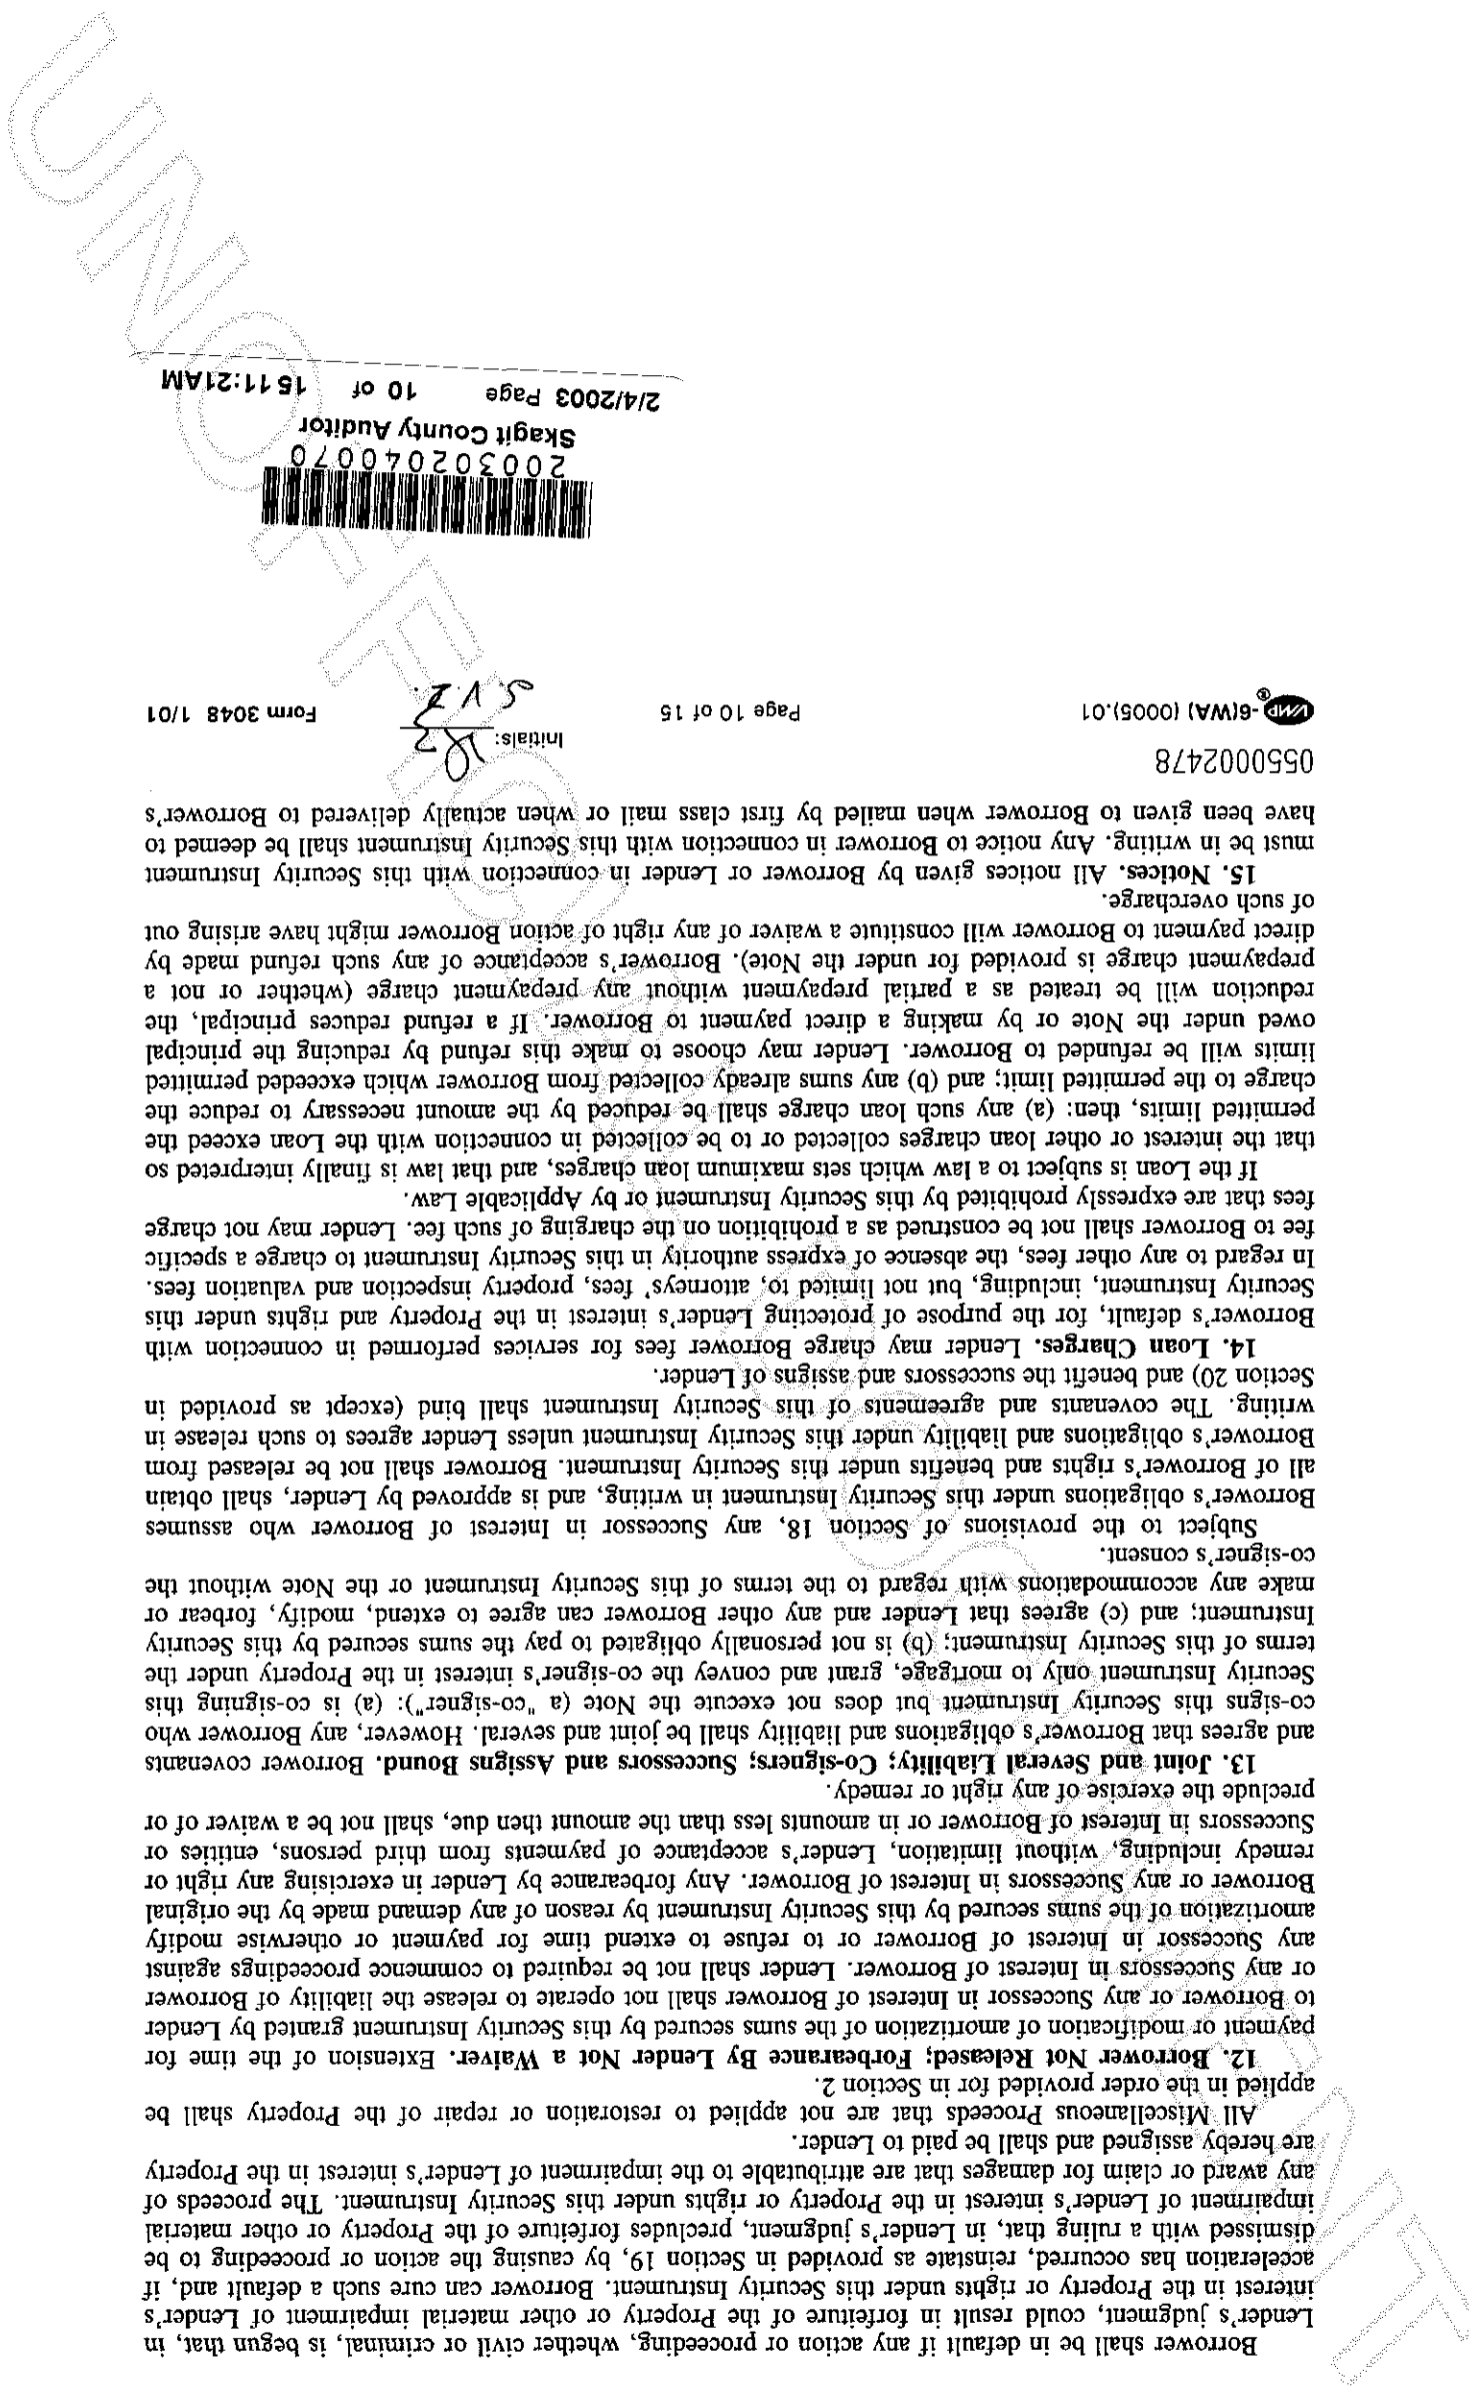 Borrower shall be in default if any action or proceeding, whether civil or criminal, is begun that, in
Lender's judgment, could result in forfeiture of the Property or other material impairment of Lender's
interest in the Property or rights under this Security Instrument. Borrower can cure such a default and, if
acceleration has occurred, reinstate as provided in Section 19, by causing the action or proceeding to be
dismissed with a ruling that, in Lender's judgment, precludes forfeiture of the Property or other material
impairment of Lender's interest in the Property or rights under this Security Instrument. The proceeds of
any award or claim for damages that are attributable to the impairment of Lender's interest in the Property
are hereby assigned and shall be paid to Lender.
All Miscellaneous Proceeds that are not applied to restoration or repair of the Property shall be
applied in the order provided for in Section 2.
12. Borrower Not Released; Forbearance By Lender Not a Waiver. Extension of the time for
payment or modification of amortization of the sums secured by this Security Instrument granted by Lender
to Borrower or any Successor in Interest of Borrower shall not operate to release the liability of Borrower
or any Successors in Interest of Borrower. Lender shall not be required to commence proceedings against
any Successor in Interest of Borrower or to refuse to extend time for payment or otherwise modify
amortization of the sums secured by this Security Instrument by reason of any demand made by the original
Borrower or any Successors in Interest of Borrower. Any forbearance by Lender in exercising any right or
remedy including, without limitation, Lender's acceptance of payments from third persons, entities or
Successors in Interest of Borrower or in amounts less than the amount then due, shall not be a waiver of or
preclude the exercise of any right or remedy.
13. Joint and Several Liability; Co-signers; Successors and Assigns Bound. Borrower covenants
and agrees that Borrower's obligations and liability shall be joint and several. However, any Borrower who
co-signs this Security Instrument but does not execute the Note (a "co-signer"): (a) is co-signing this
Security Instrument only to mortgage, grant and convey the co-signer's interest in the Property under the
terms of this Security Instrument; (b) is not personally obligated to pay the sums secured by this Security
Instrument; and (c) agrees that Lender and any other Borrower can agree to extend, modify, forbear or
make any accommodations with regard to the terms of this Security Instrument or the Note without the
co-signer's consent.
Subject to the provisions of Section 18, any Successor in Interest of Borrower who assumes
Borrower's obligations under this Security Instrument in writing, and is approved by Lender, shall obtain
all of Borrower's rights and benefits under this Security Instrument. Borrower shall not be released from
Borrower's obligations and liability under this Security Instrument unless Lender agrees to such release in
writing. The covenants and agreements of this Security Instrument shall bind (except as provided in
Section 20) and benefit the successors and assigns of Lender.
14. Loan Charges. Lender may charge Borrower fees for services performed in connection with
Borrower's default, for the purpose of protecting Lender's interest in the Property and rights under this
Security Instrument, including, but not limited to, attorneys' fees, property inspection and valuation fees.
In regard to any other fees, the absence of express authority in this Security Instrument to charge a specific
fee to Borrower shall not be construed as a prohibition on the charging of such fee. Lender may not charge
fees that are expressly prohibited by this Security Instrument or by Applicable Law.
If the Loan is subject to a law which sets maximum loan charges, and that law is finally interpreted so
that the interest or other loan charges collected or to be collected in connection with the Loan exceed the
permitted limits, then: (a) any such loan charge shall be reduced by the amount necessary to reduce the
charge to the permitted limit; and (b) any sums already collected from Borrower which exceeded permitted
limits will be refunded to Borrower. Lender may choose to make this refund by reducing the principal
owed under the Note or by making a direct payment to Borrower. If a refund reduces principal, the
reduction will be treated as a partial prepayment without any prepayment charge (whether or not a
prepayment charge is provided for under the Note). Borrower's acceptance of any such refund made by
direct payment to Borrower will constitute a waiver of any right of action Borrower might have arising out
of such overcharge.
15. Notices. All notices given by Borrower or Lender in connection with this Security Instrument
must be in writing. Any notice to Borrower in connection with this Security Instrument shall be deemed to
have been given to Borrower when mailed by first class mail or when actually delivered to Borrower's
0550002478
Initials:
VMP® -6(WA) (0005).01 Page 10 of 15 S.V.Z. Form 3048 1/01
200302040070
Skagit County Auditor
2/4/2003 Page 10 of 15 11:21AM
UNOFFICIAL DOCUMENT